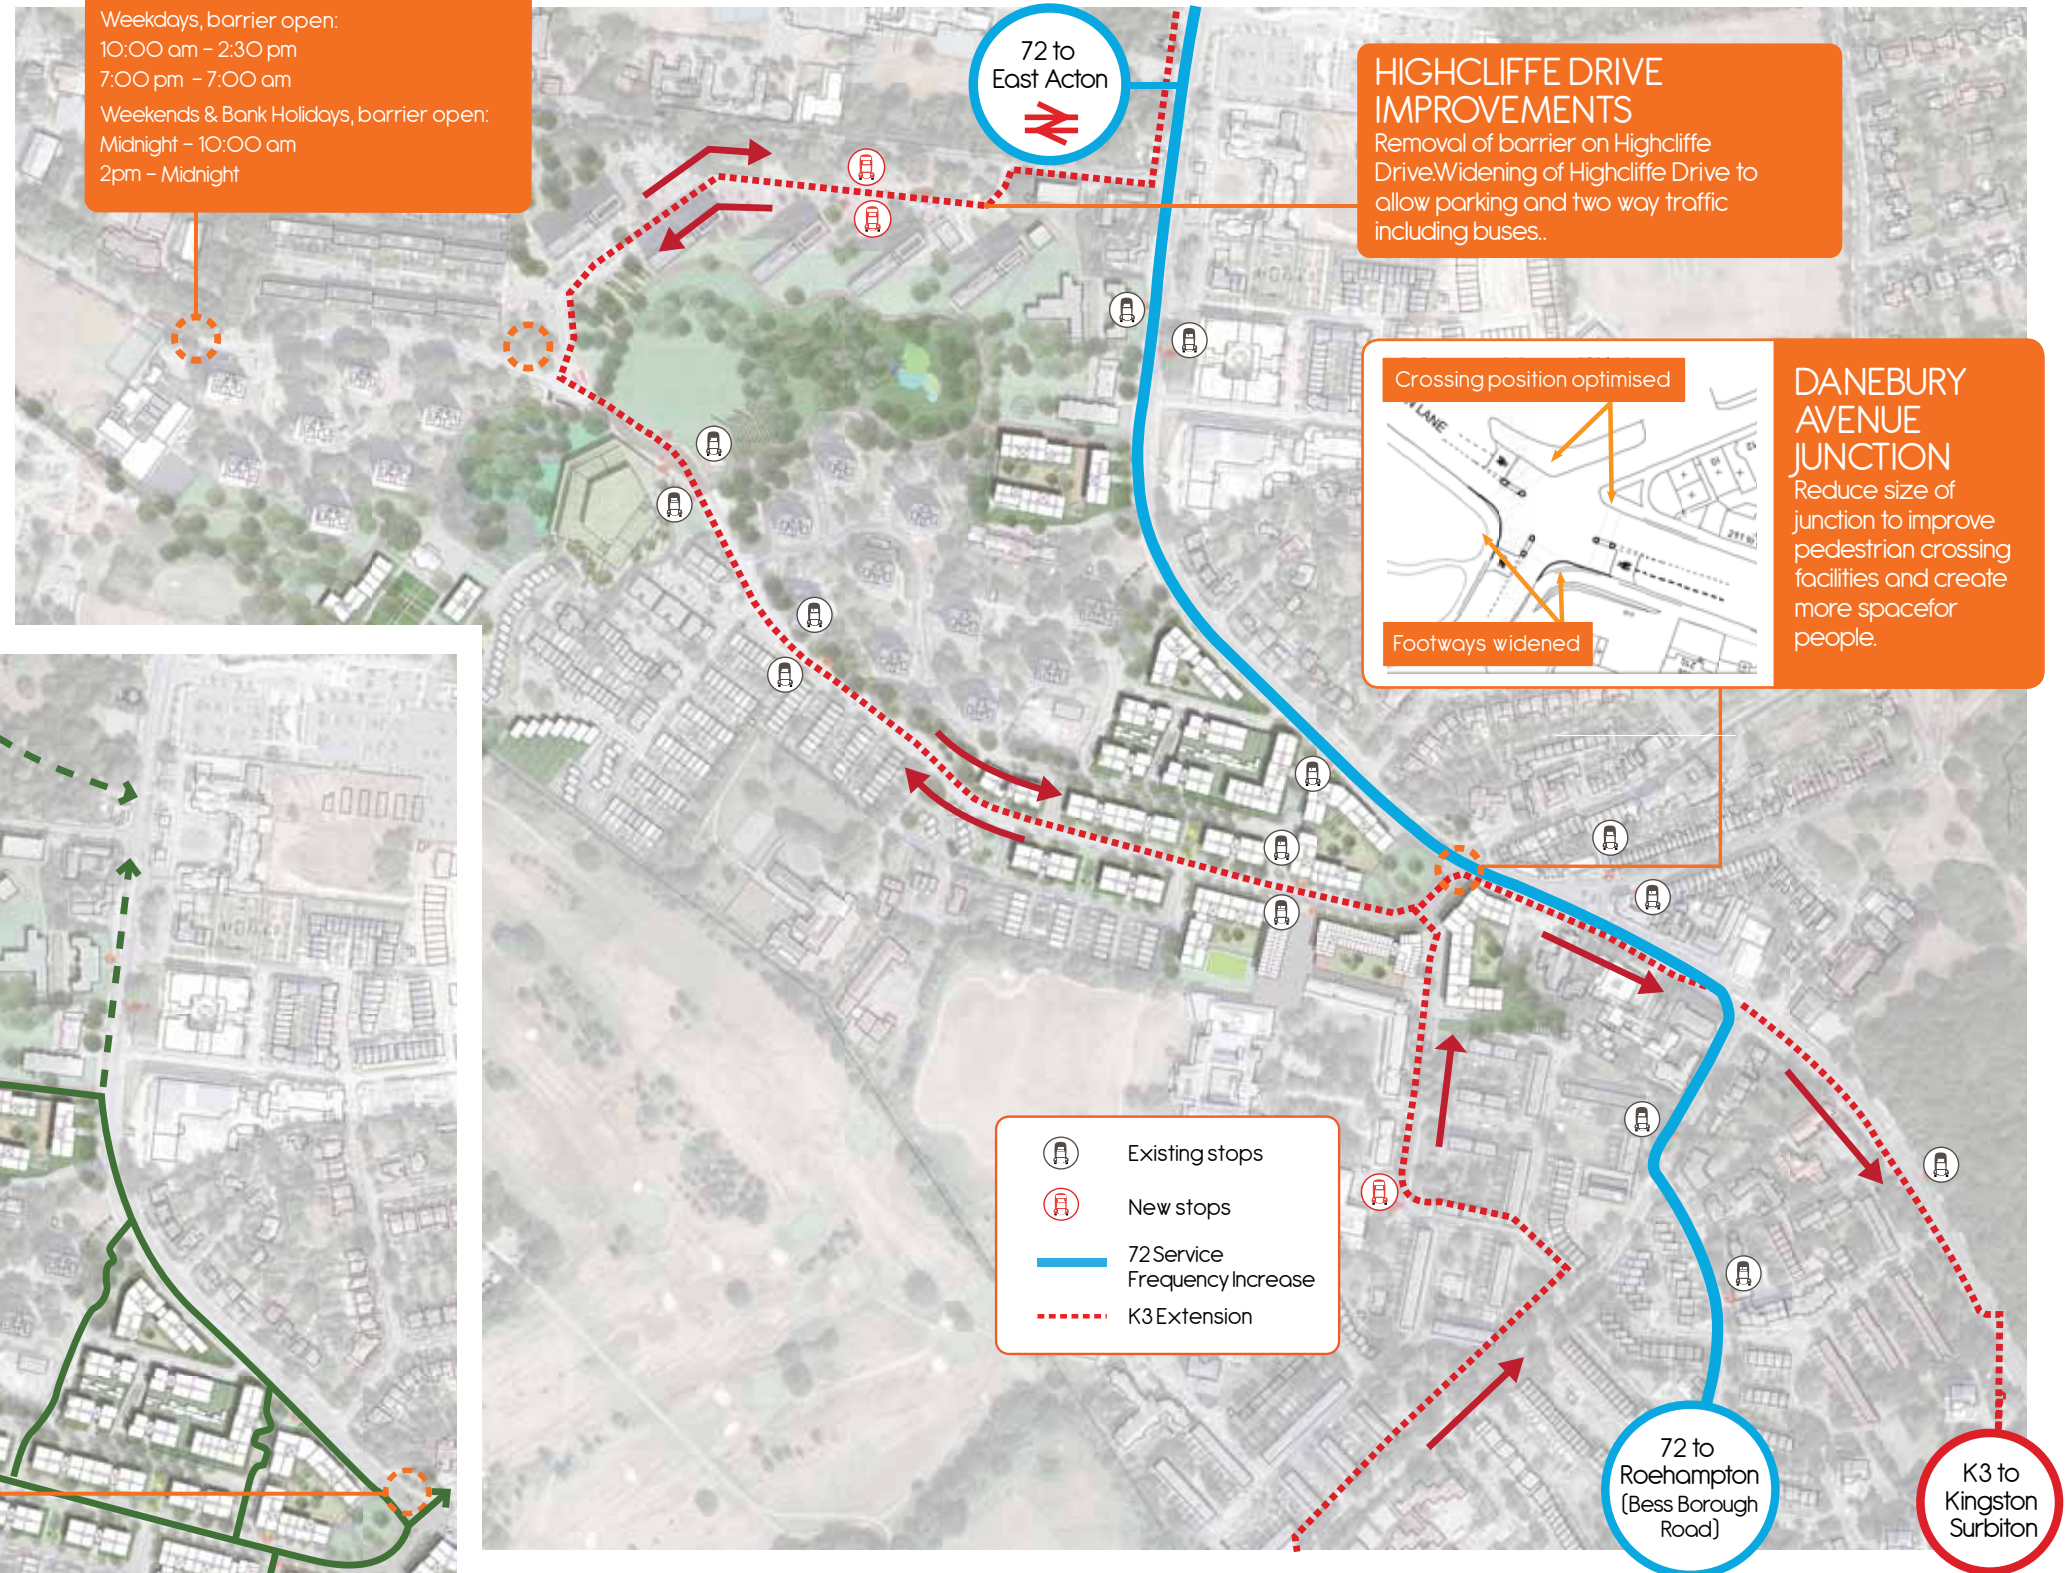 Weekdays, barrier open:
10:00 am - 2:30 pm
7:00 pm - 7:00 am
Weekends & Bank Holidays, barrier open:
Midnight - 10:00 am
2pm - Midnight
72 to
East Acton
HIGHCLIFFE DRIVE
IMPROVEMENTS
Removal of barrier on Highcliffe
Drive.Widening of Highcliffe Drive to
allow parking and two way traffic
including buses..
Crossing position optimised
LANE
Footways widened
DANEBURY
AVENUE
JUNCTION
Reduce size of
junction to improve
pedestrian crossing
facilities and create
more spacefor
people.
Existing stops
New stops
72 Service
Frequency Increase
K3 Extension
72 to
Roehampton
(Bess Borough
Road)
K3 to
Kingston
Surbiton